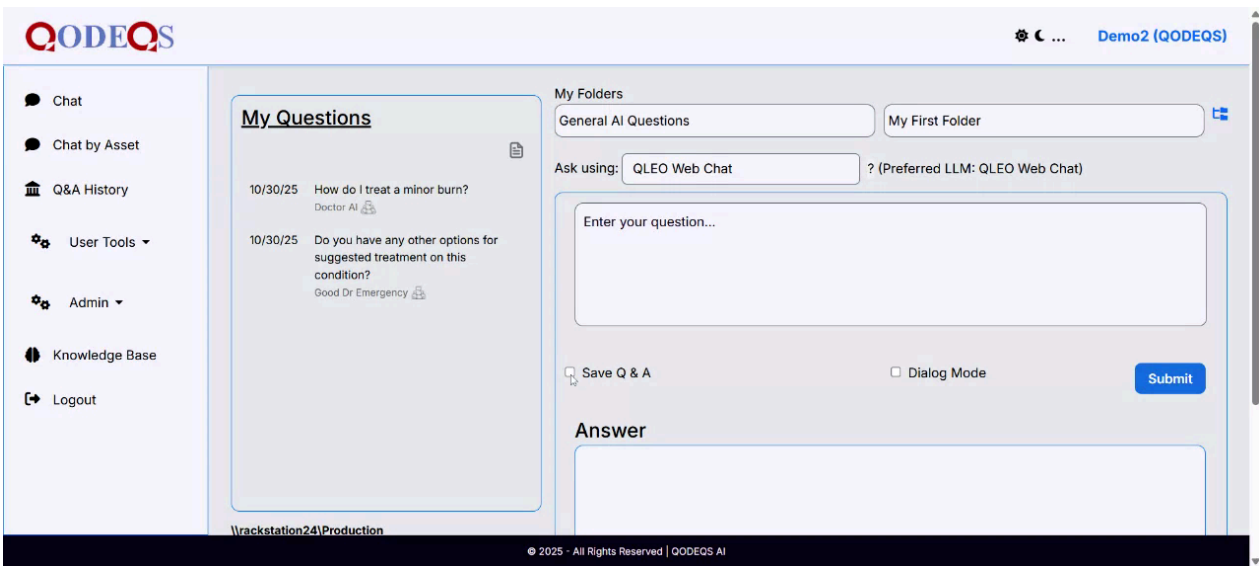 QODEQS
... Demo2 (QODEQS)
Chat
Chat by Asset
Q&A History
User Tools
Admin
Knowledge Base
Logout
My Questions
10/30/25 How do I treat a minor burn?
Doctor AI
10/30/25 Do you have any other options for
suggested treatment on this
condition?
Good Dr Emergency
\\rackstation24\Production
My Folders
General AI Questions
My First Folder
Ask using: QLEO Web Chat ? (Preferred LLM: QLEO Web Chat)
Enter your question...
Save Q & A
Dialog Mode
Submit
Answer
© 2025 - All Rights Reserved | QODEQS AI